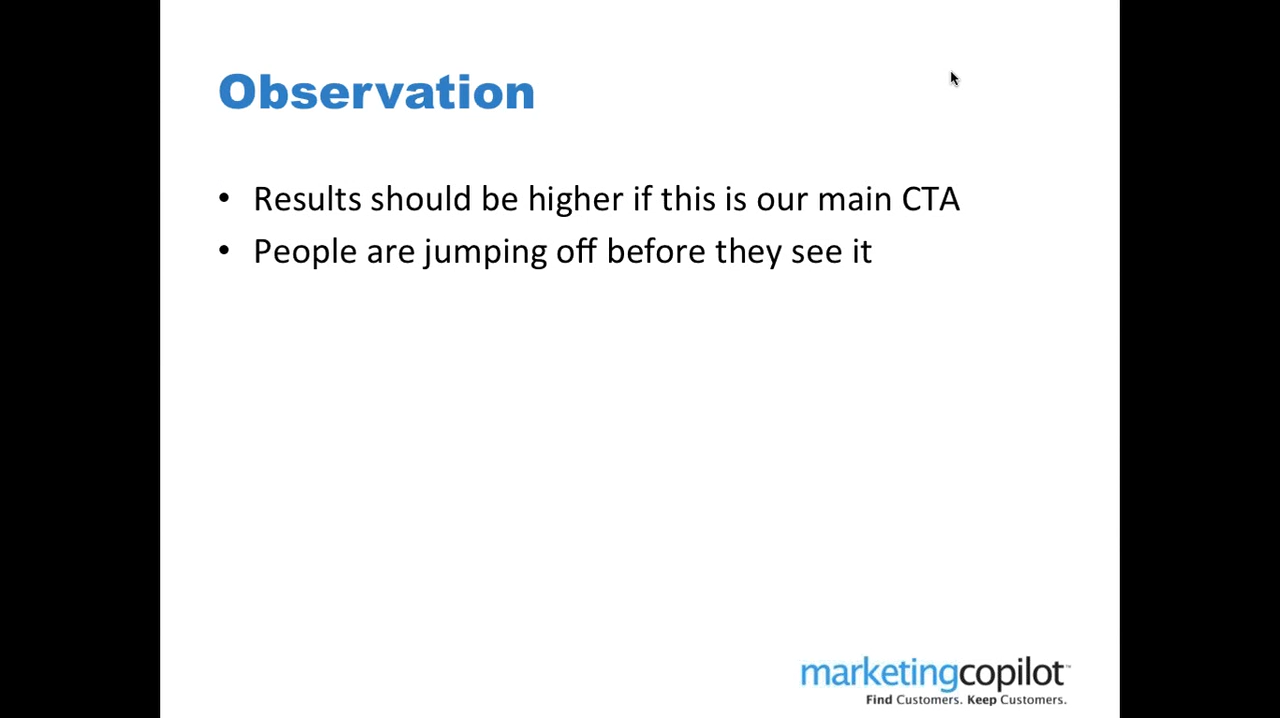 Observation
• Results should be higher if this is our main CTA
• People are jumping off before they see it
marketingcopilot™
Find Customers. Keep Customers.